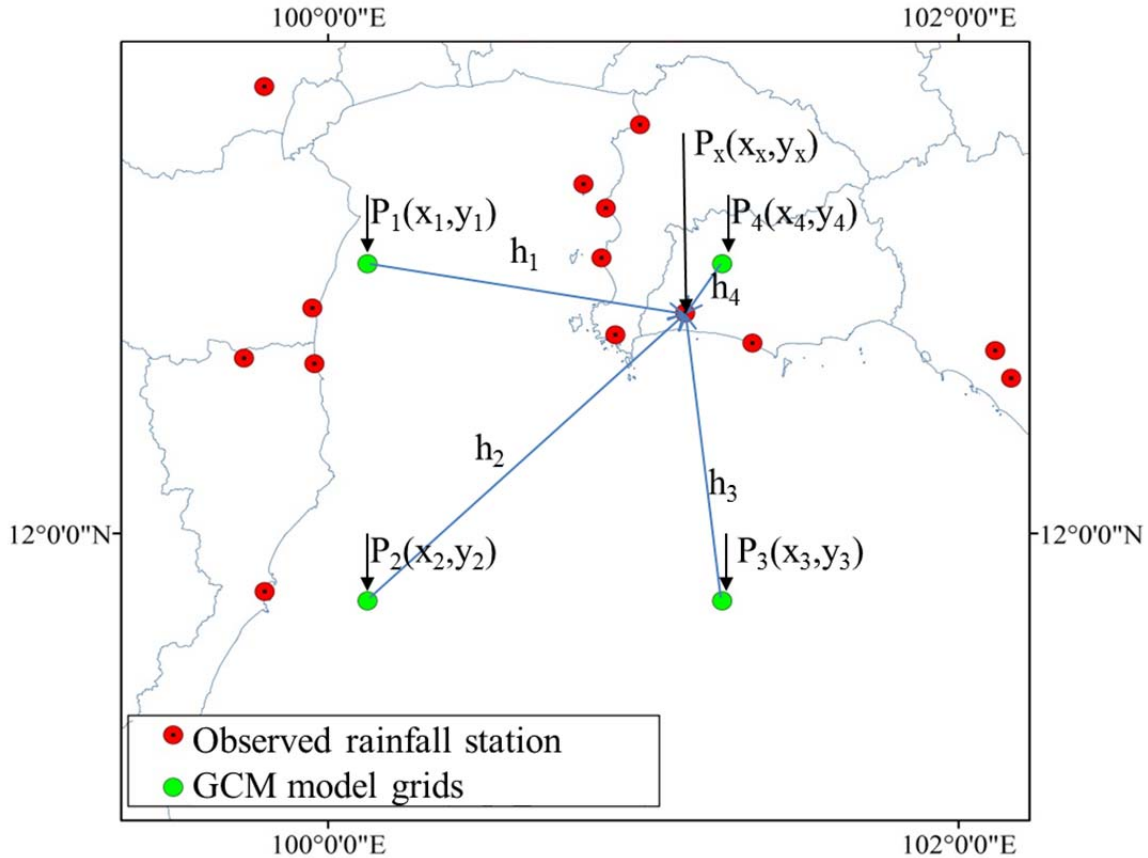 100°0'0"E 102°0'0"E
Pₓ(xₓ,yₓ)
P₁(x₁,y₁) P₄(x₄,y₄)
h₁
h₄
h₂
h₃
12°0'0"N 12°0'0"N
P₂(x₂,y₂) P₃(x₃,y₃)
Observed rainfall station
GCM model grids
100°0'0"E 102°0'0"E